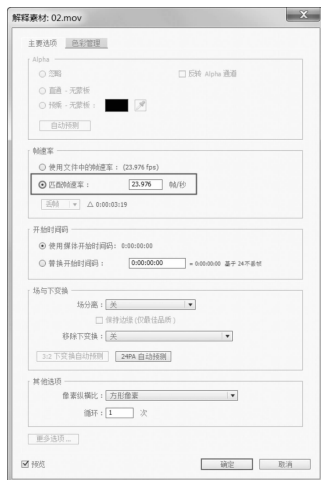 解释素材: 02.mov
主要选项 色彩管理
Alpha
忽略
反转 Alpha 通道
直通 - 无蒙板
预乘 - 无蒙板：
自动预测
帧速率
使用文件中的帧速率： (23.976 fps)
匹配帧速率： 23.976 帧/秒
丢帧 △ 0:00:03:19
开始时间码
使用媒体开始时间码: 0:00:00:00
替换开始时间码： 0:00:00:00 = 0:00:00:00 基于 24 不丢帧
场与下变换
场分离： 关
保持边缘 (仅最佳品质)
移除下变换： 关
3:2 下变换自动预测 24PA 自动预测
其他选项
像素纵横比： 方形像素
循环： 1 次
更多选项...
预览 确定 取消